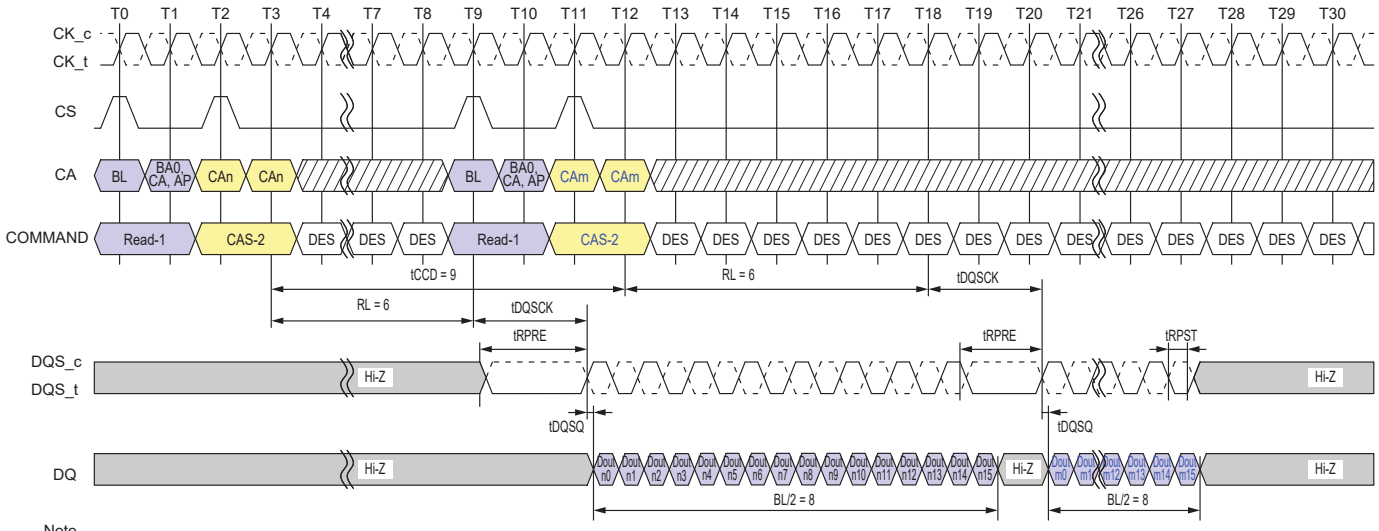 T0 T1 T2 T3 T4 T7 T8 T9 T10 T11 T12 T13 T14 T15 T16 T17 T18 T19 T20 T21 T26 T27 T28 T29 T30
CK_c
CK_t
CS
CA BL BA0, CA, AP CAn CAn BL BA0, CA, AP CAm CAm
COMMAND Read-1 CAS-2 DES DES DES Read-1 CAS-2 DES DES DES DES DES DES DES DES DES DES DES DES DES DES
tCCD = 9 RL = 6 tDQSCK
RL = 6 tDQSCK
tRPRE tRPRE tRPST
DQS_c
DQS_t
Hi-Z Hi-Z
tDQSQ tDQSQ
DQ Hi-Z Dout n0 Dout n1 Dout n2 Dout n3 Dout n4 Dout n5 Dout n6 Dout n7 Dout n8 Dout n9 Dout n10 Dout n11 Dout n12 Dout n13 Dout n14 Dout n15 Hi-Z Dout m0 Dout m1 Dout m12 Dout m13 Dout m14 Dout m15 Hi-Z
BL/2 = 8 BL/2 = 8